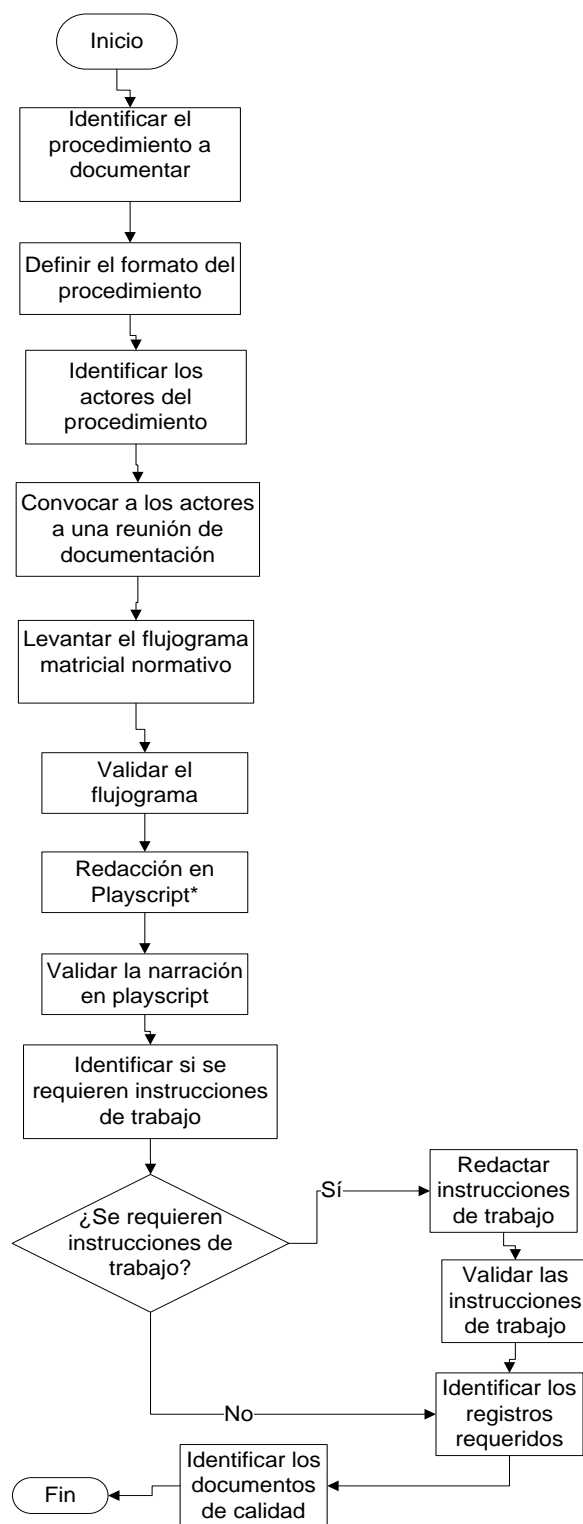 Inicio
Identificar el
procedimiento a
documentar
Definir el formato del
procedimiento
Identificar los
actores del
procedimiento
Convocar a los actores
a una reunión de
documentación
Levantar el flujograma
matricial normativo
Validar el
flujograma
Redacción en
Playscript*
Validar la narración
en playscript
Identificar si se
requieren instrucciones
de trabajo
¿Se requieren
instrucciones de
trabajo?
Sí
Redactar
instrucciones
de trabajo
Validar las
instrucciones
de trabajo
No
Identificar los
registros
requeridos
Identificar los
documentos
de calidad
Fin